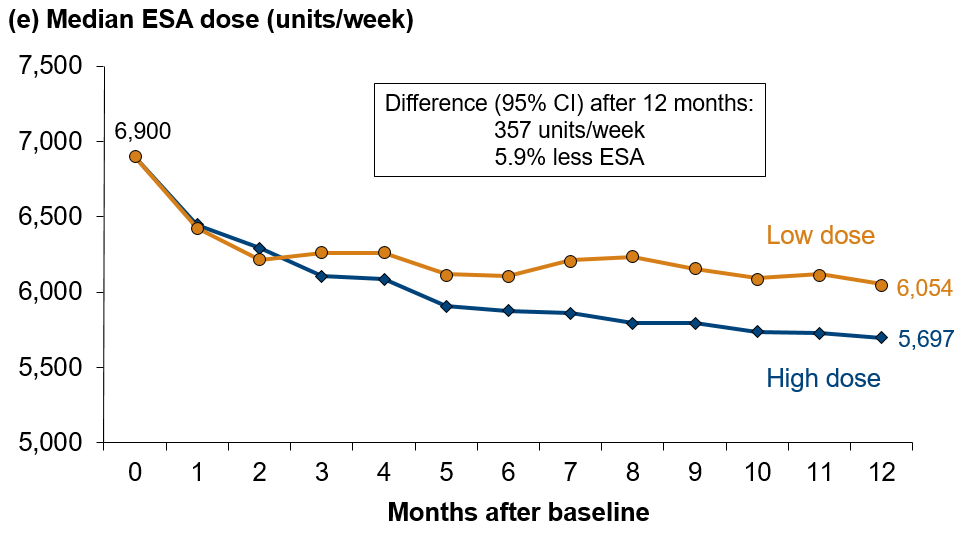 (e) Median ESA dose (units/week)
7,500
7,000
6,500
6,000
5,500
5,000
6,900
Difference (95% CI) after 12 months:
357 units/week
5.9% less ESA
Low dose
6,054
5,697
High dose
0 1 2 3 4 5 6 7 8 9 10 11 12
Months after baseline